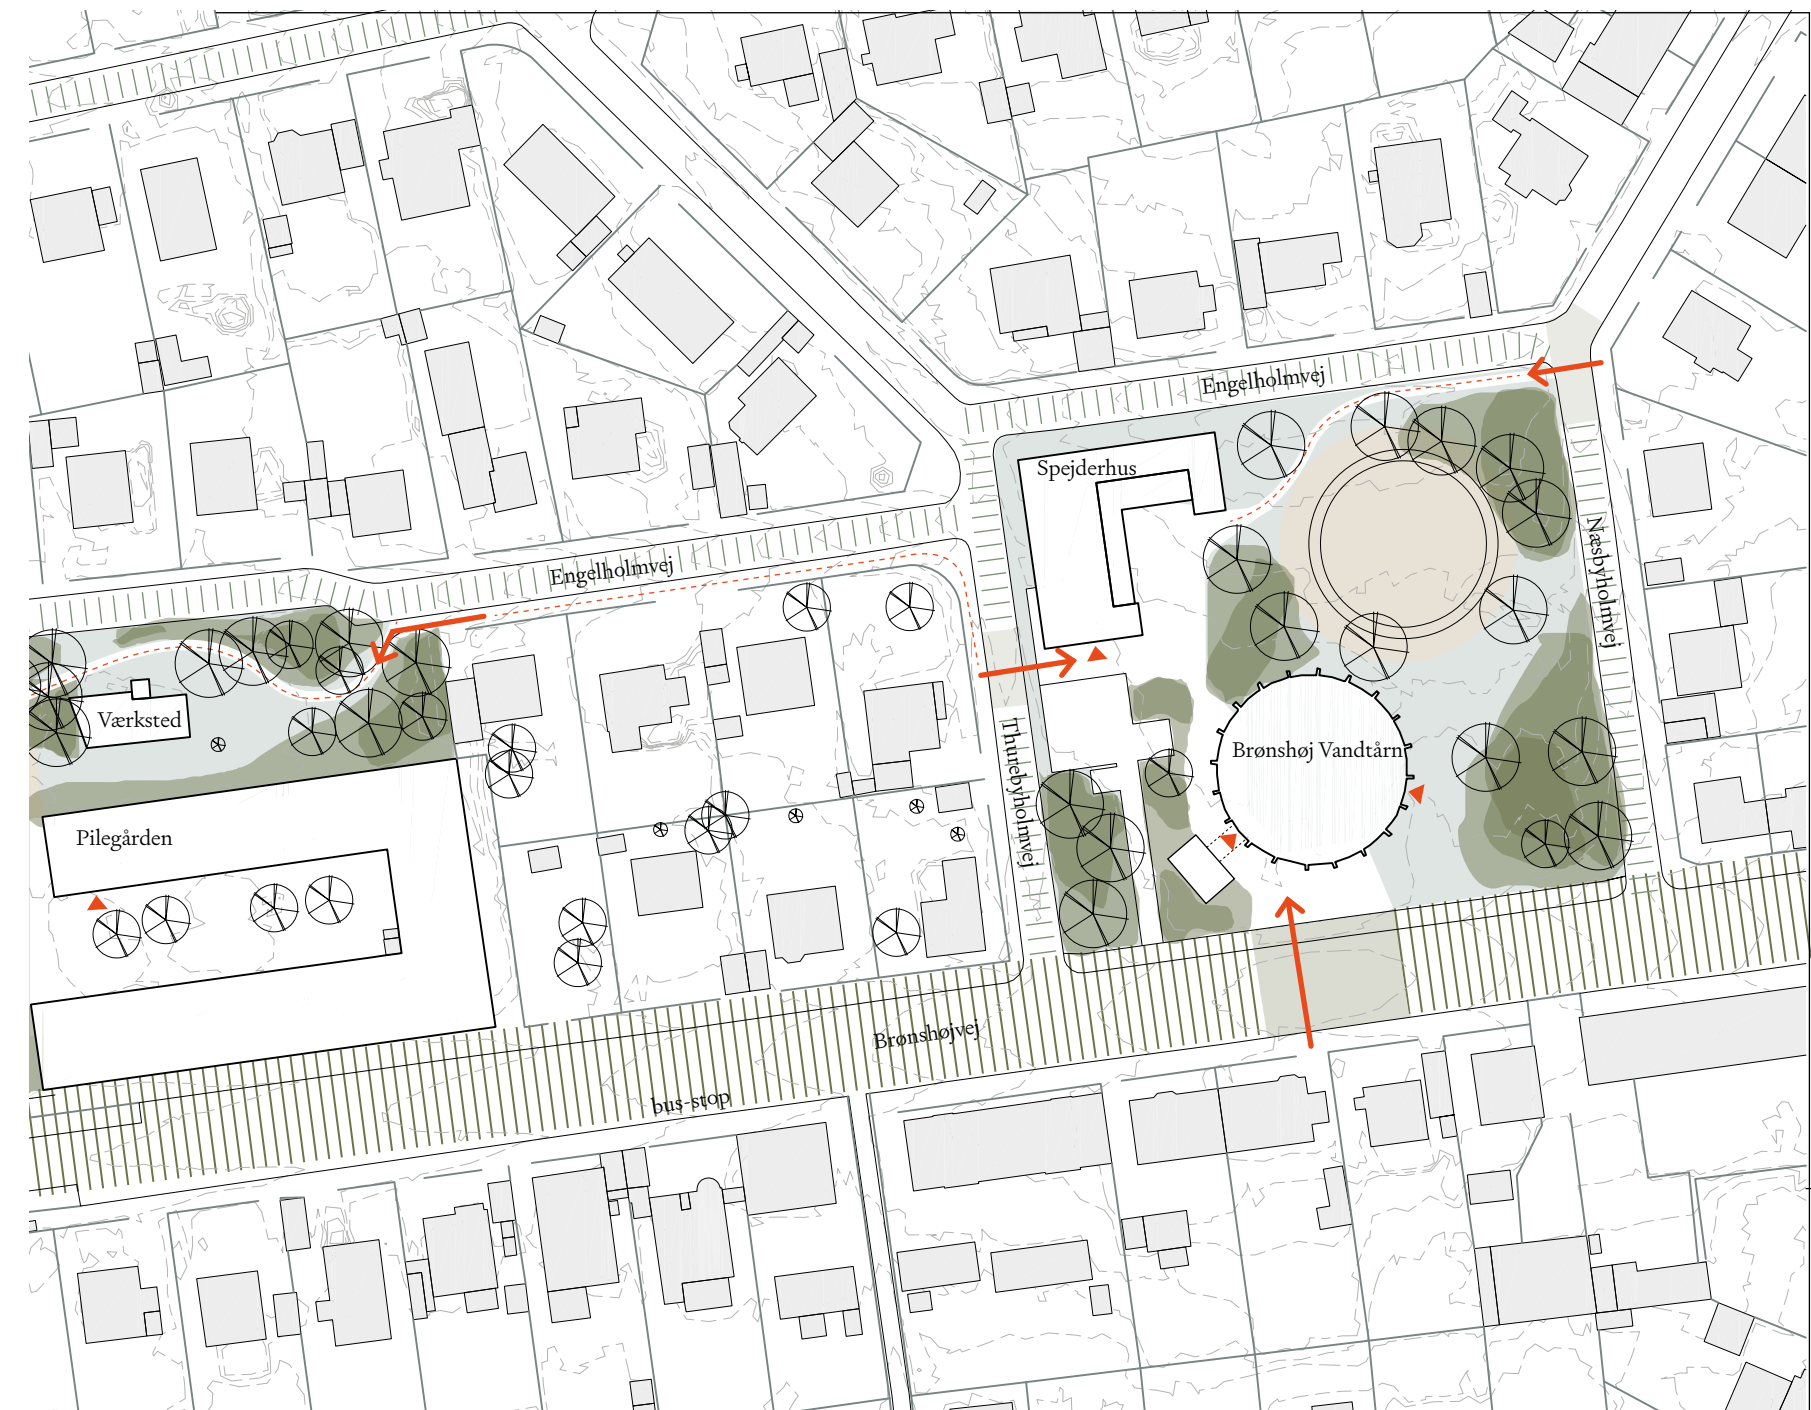 Engelholmvej
Spejderhus
Næsbyholmvej
Engelholmvej
Værksted
Thurebyholmvej
Brønshøj Vandtårn
Pilegården
Brønshøjvej
bus-stop